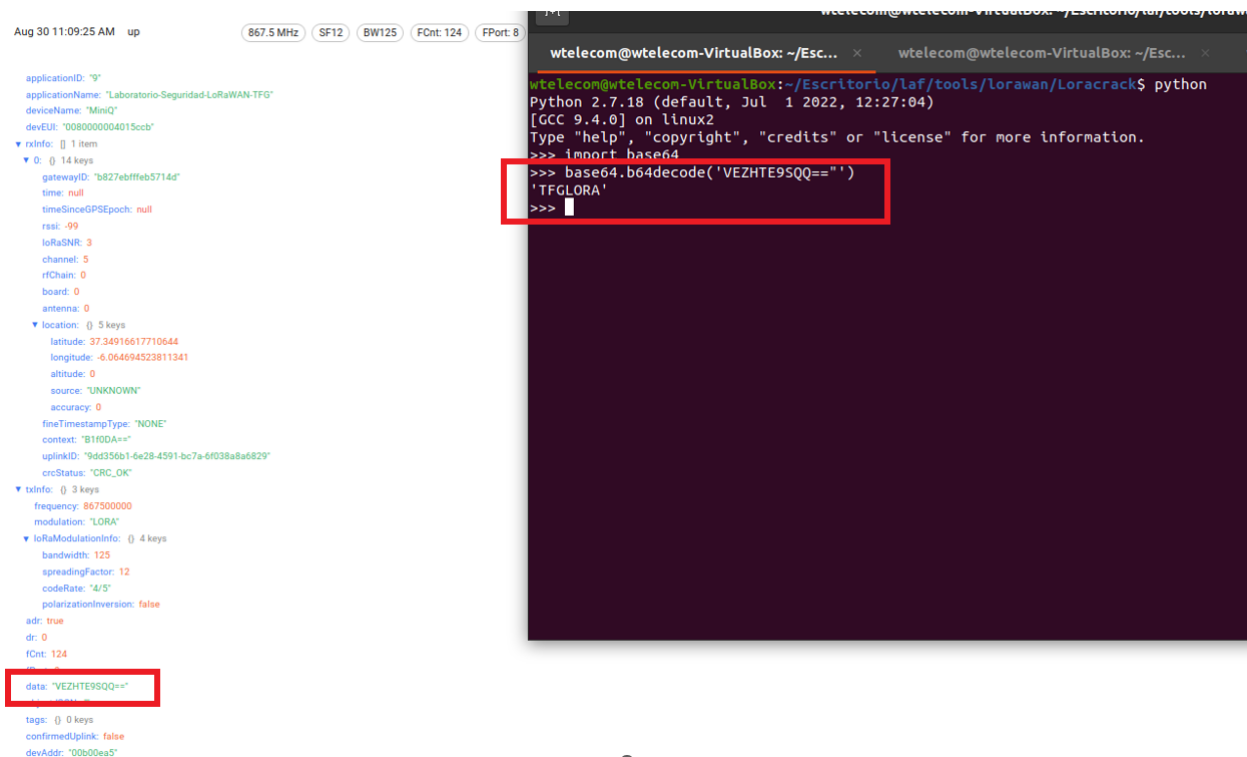 Aug 30 11:09:25 AM up 867.5 MHz SF12 BW125 FCnt: 124 FPort: 8
applicationID: "9"
applicationName: "Laboratorio-Seguridad-LoRaWAN-TFG"
deviceName: "MiniQ"
devEUI: "0080000004015ccb"
▼ rxInfo: [] 1 item
▼ 0: {} 14 keys
gatewayID: "b827ebfffeb5714d"
time: null
timeSinceGPSEpoch: null
rssi: -99
loRaSNR: 3
channel: 5
rfChain: 0
board: 0
antenna: 0
▼ location: {} 5 keys
latitude: 37.34916617710644
longitude: -6.064694523811341
altitude: 0
source: "UNKNOWN"
accuracy: 0
fineTimestampType: "NONE"
context: "B1f0DA=="
uplinkID: "9dd356b1-6e28-4591-bc7a-6f038a8a6829"
crcStatus: "CRC_OK"
▼ txInfo: {} 3 keys
frequency: 867500000
modulation: "LORA"
▼ loRaModulationInfo: {} 4 keys
bandwidth: 125
spreadingFactor: 12
codeRate: "4/5"
polarizationInversion: false
adr: true
dr: 0
fCnt: 124
data: "VEZHTE9SQQ=="
tags: {} 0 keys
confirmedUplink: false
devAddr: "00b00ea5"
wtelecom@wtelecom-VirtualBox: ~/Esc... × wtelecom@wtelecom-VirtualBox: ~/Esc... ×
wtelecom@wtelecom-VirtualBox:~/Escritorio/laf/tools/lorawan/Loracrack$ python
Python 2.7.18 (default, Jul 1 2022, 12:27:04)
[GCC 9.4.0] on linux2
Type "help", "copyright", "credits" or "license" for more information.
>>> import base64
>>> base64.b64decode('VEZHTE9SQQ=="')
'TFGLORA'
>>>